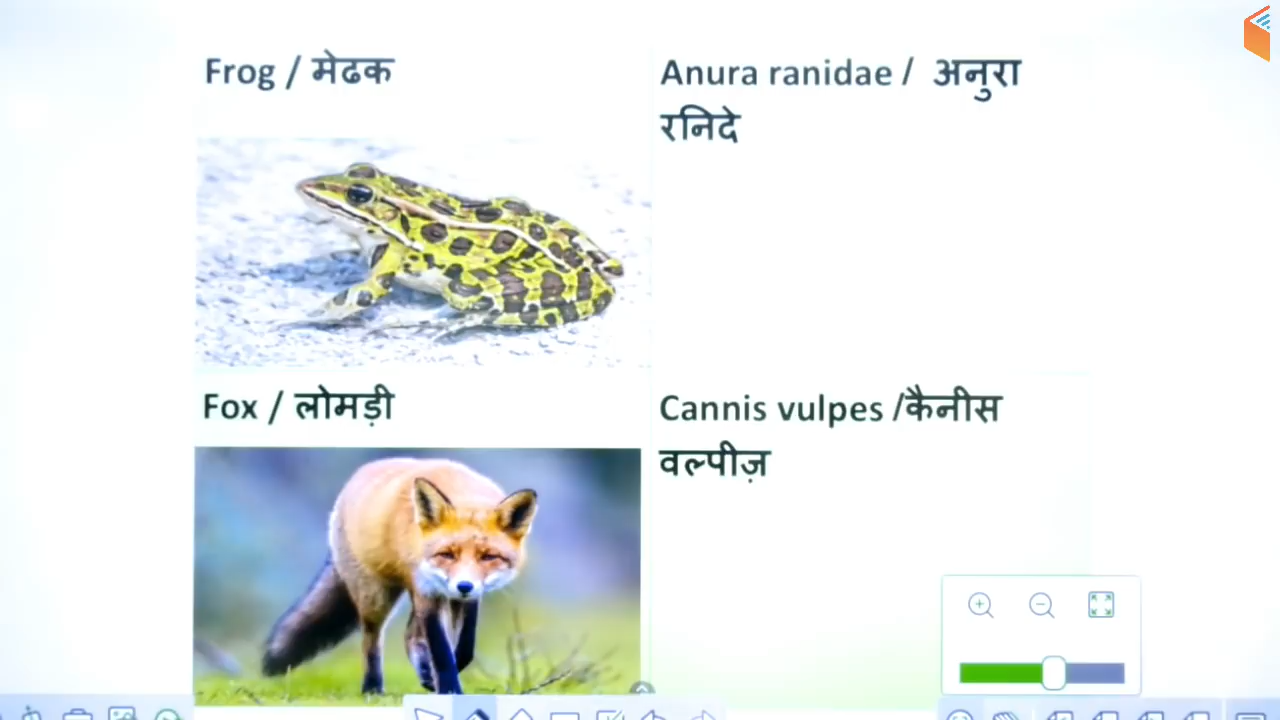 Frog / मेढक
Anura ranidae / अनुरा
रनिदे
Fox / लोमड़ी
Cannis vulpes /कैनीस
वल्पीज़